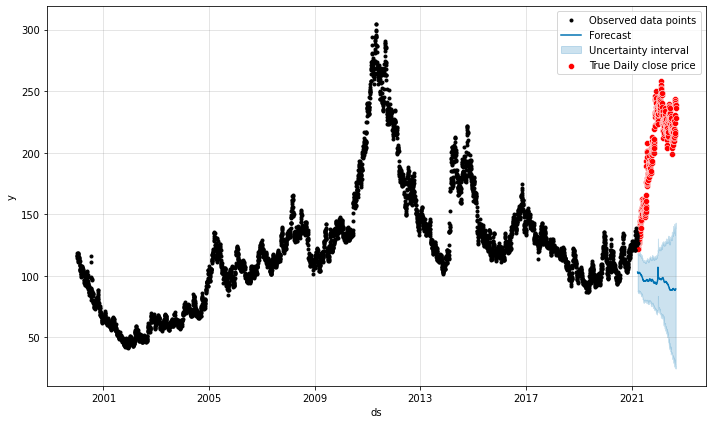 Observed data points
Forecast
Uncertainty interval
True Daily close price
300
250
200
150
100
50
y
2001 2005 2009 2013 2017 2021
ds